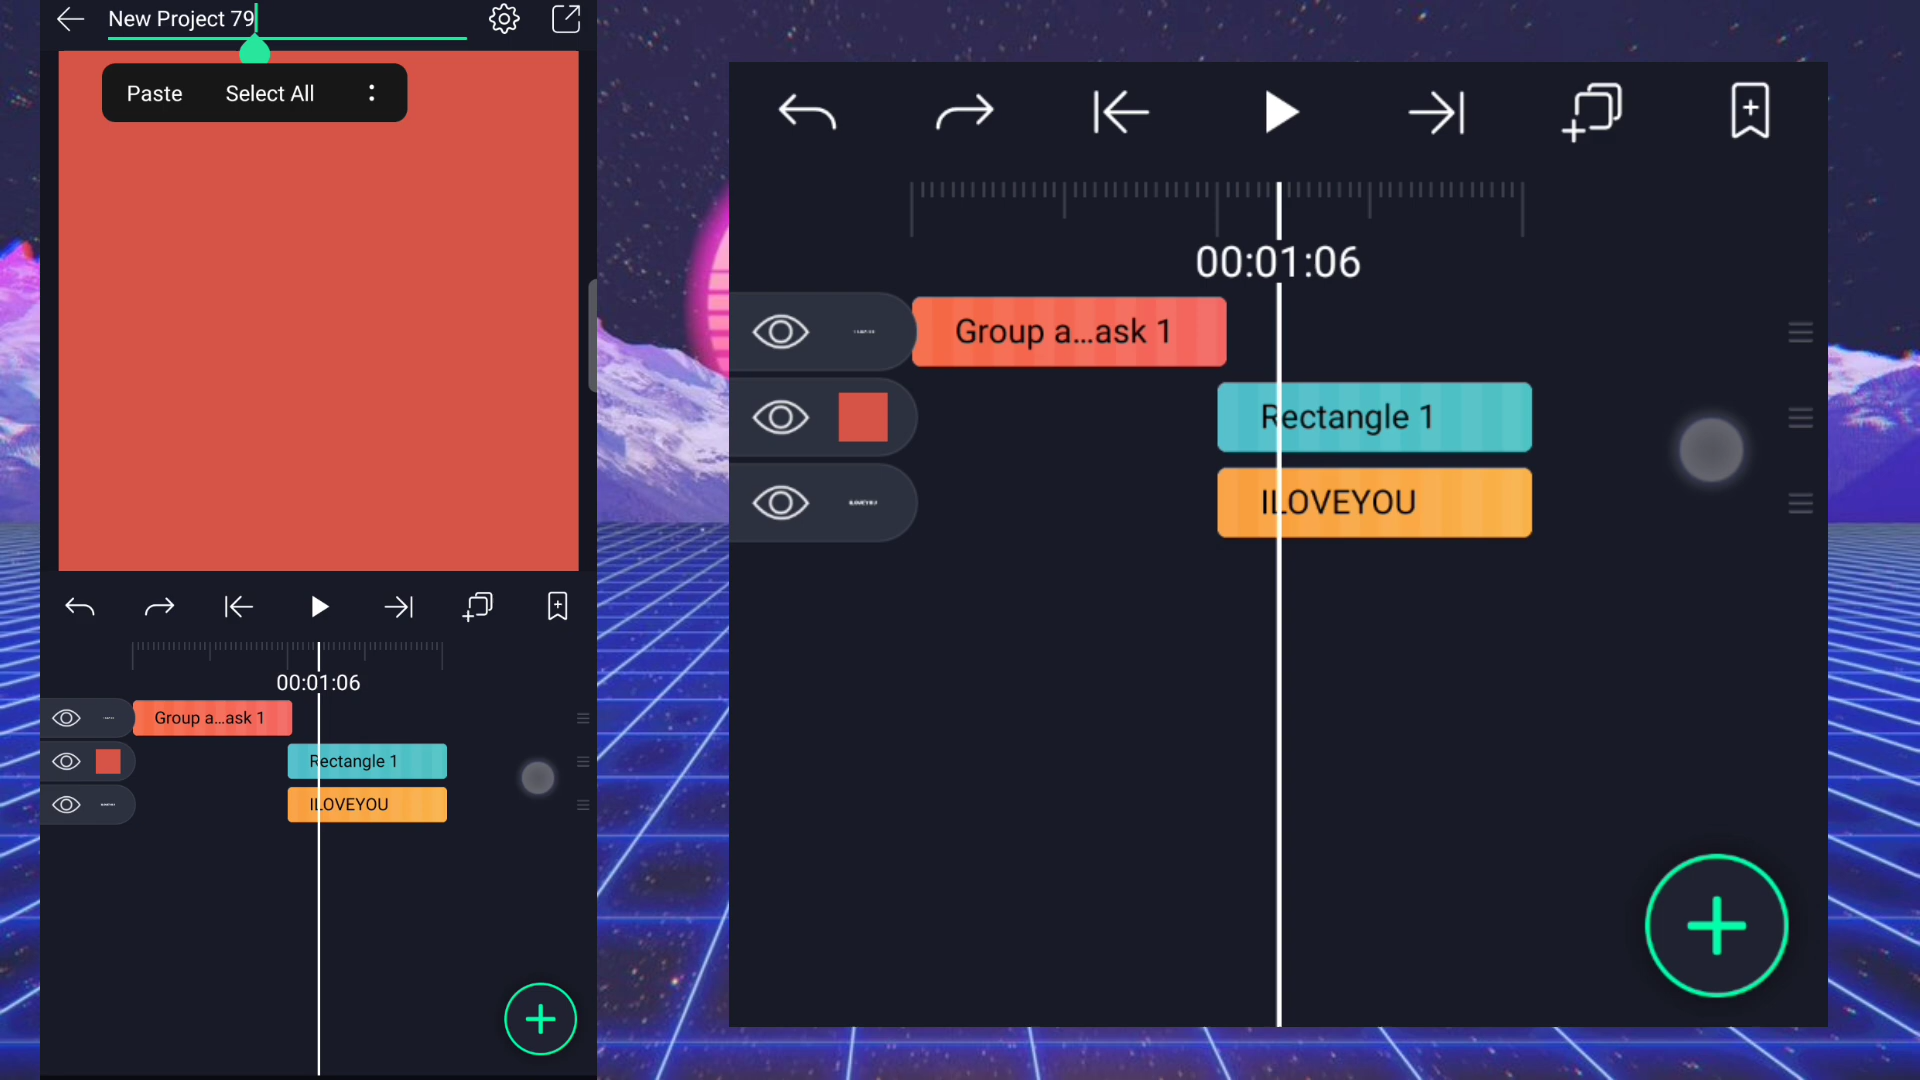 New Project 79
Paste Select All
00:01:06
Group a...ask 1
Rectangle 1
ILOVEYOU
00:01:06
Group a...ask 1
Rectangle 1
ILOVEYOU